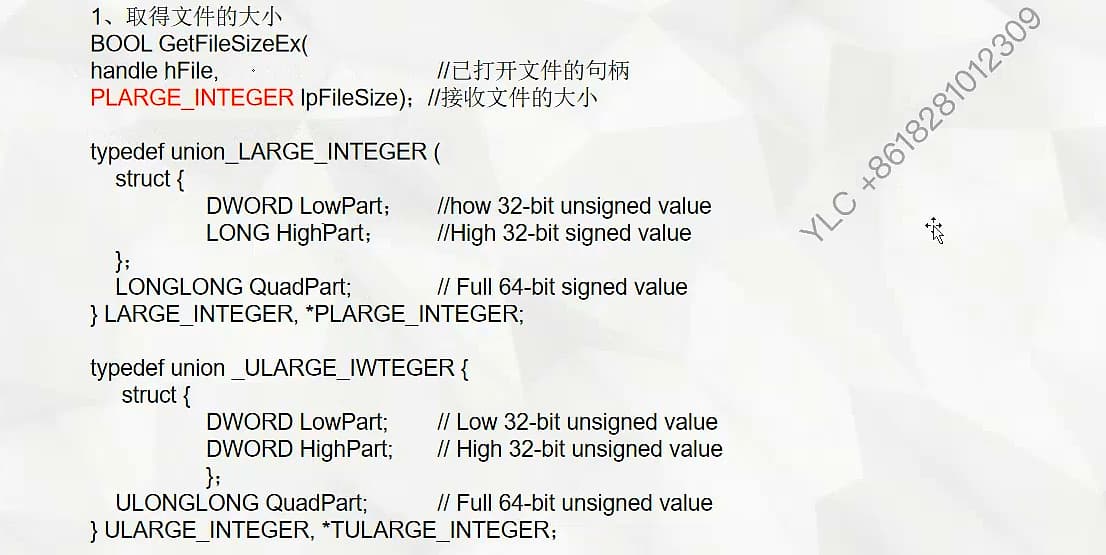 1、取得文件的大小
BOOL GetFileSizeEx(
handle hFile, //已打开文件的句柄
PLARGE_INTEGER lpFileSize)；//接收文件的大小
typedef union_LARGE_INTEGER (
struct {
DWORD LowPart； //how 32-bit unsigned value
LONG HighPart； //High 32-bit signed value
}；
LONGLONG QuadPart; // Full 64-bit signed value
} LARGE_INTEGER, *PLARGE_INTEGER;
typedef union _ULARGE_IWTEGER {
struct {
DWORD LowPart; // Low 32-bit unsigned value
DWORD HighPart; // High 32-bit unsigned value
}；
ULONGLONG QuadPart; // Full 64-bit unsigned value
} ULARGE_INTEGER, *TULARGE_INTEGER；
YLC +8618281012309